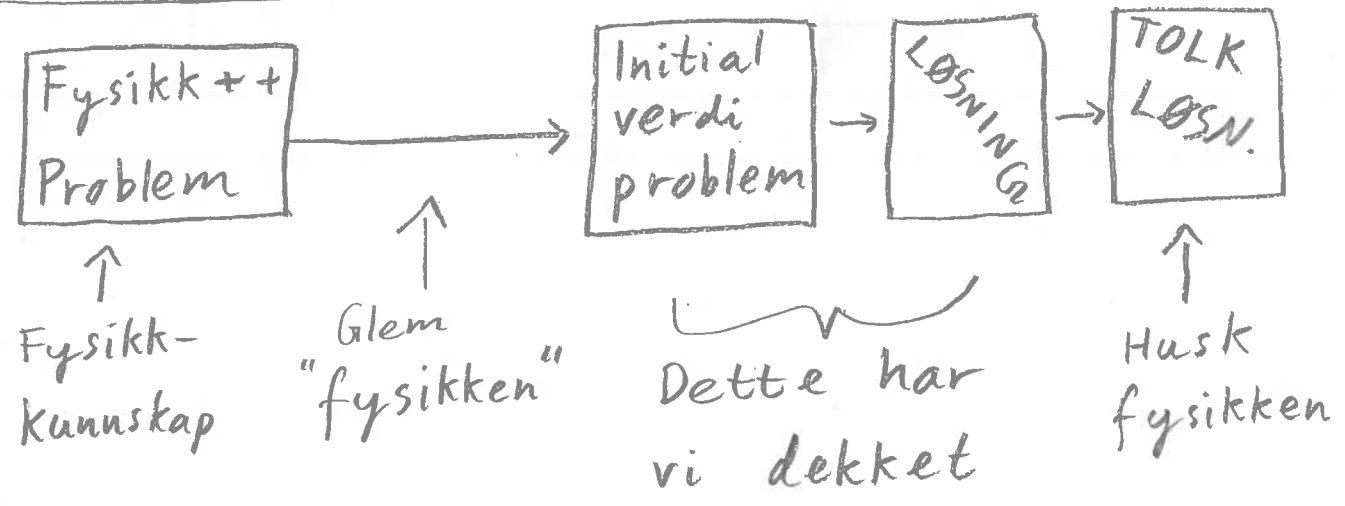 Fysikk++
Problem
Initial
verdi
problem
LØSNING
TOLK
LØSN.
Fysikk-
kunnskap
Glem
"fysikken"
Dette har
vi dekket
Husk
fysikken